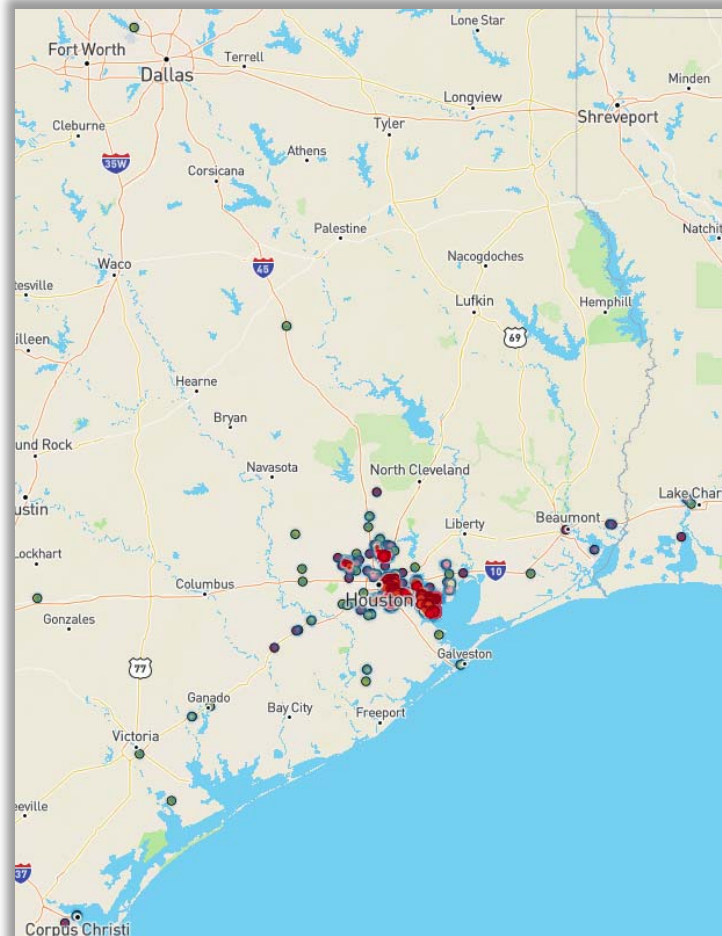 Lone Star
Fort Worth
Dallas
Terrell
Minden
Longview
Shreveport
Cleburne
Tyler
35W
Athens
Corsicana
Palestine
Natchit
Waco
45
Nacogdoches
tesville
Lufkin
Hemphill
69
illeen
Hearne
Bryan
und Rock
Navasota
North Cleveland
ustin
Lake Char
Liberty
Beaumont
Lockhart
10
Columbus
Houston
Gonzales
Galveston
77
Ganado
Bay City
Freeport
Victoria
eeville
37
Corpus Christi